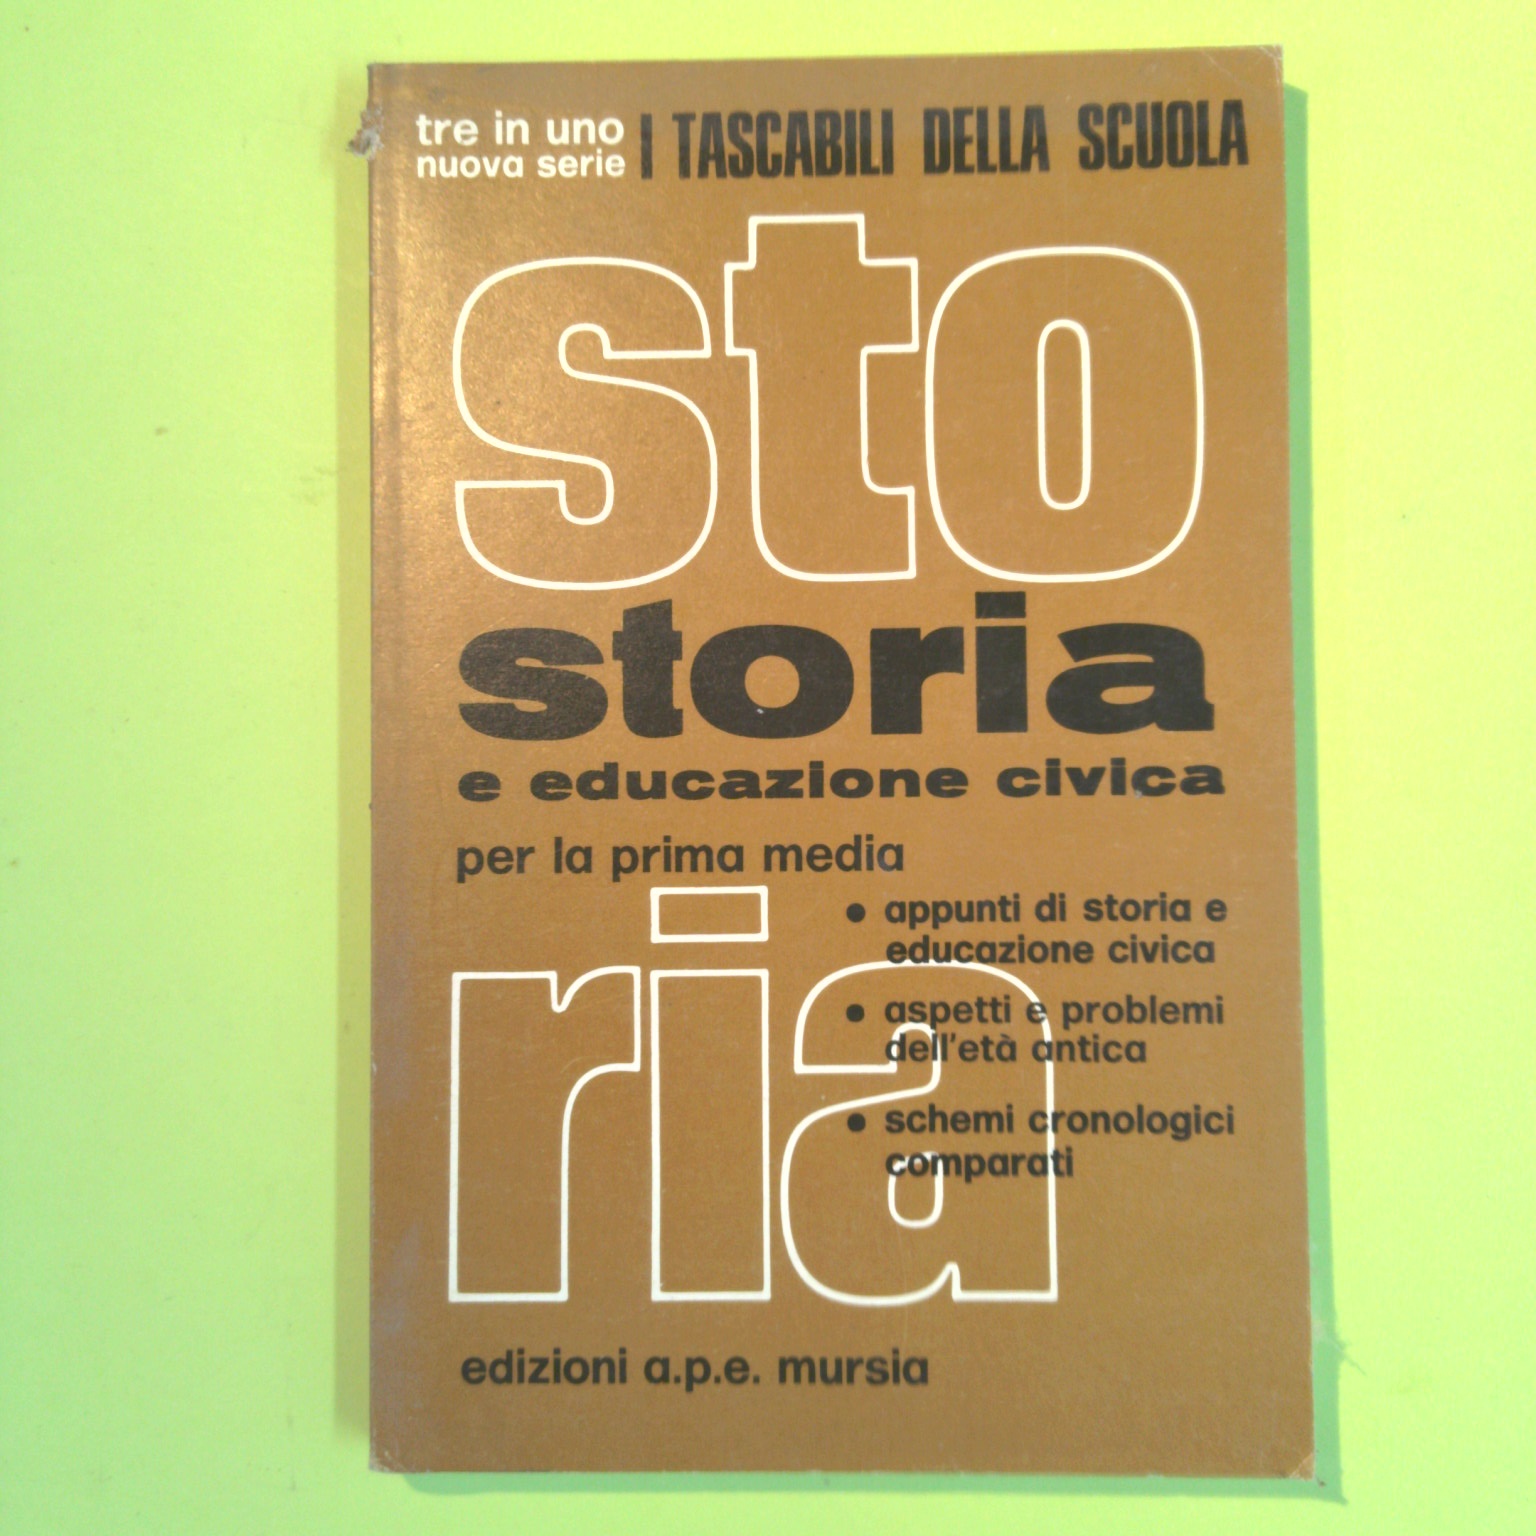 tre in uno
nuova serie
I TASCABILI DELLA SCUOLA
sto
storia
e educazione civica
per la prima media
ria
• appunti di storia e
educazione civica
• aspetti e problemi
dell'età antica
• schemi cronologici
comparati
edizioni a.p.e. mursia